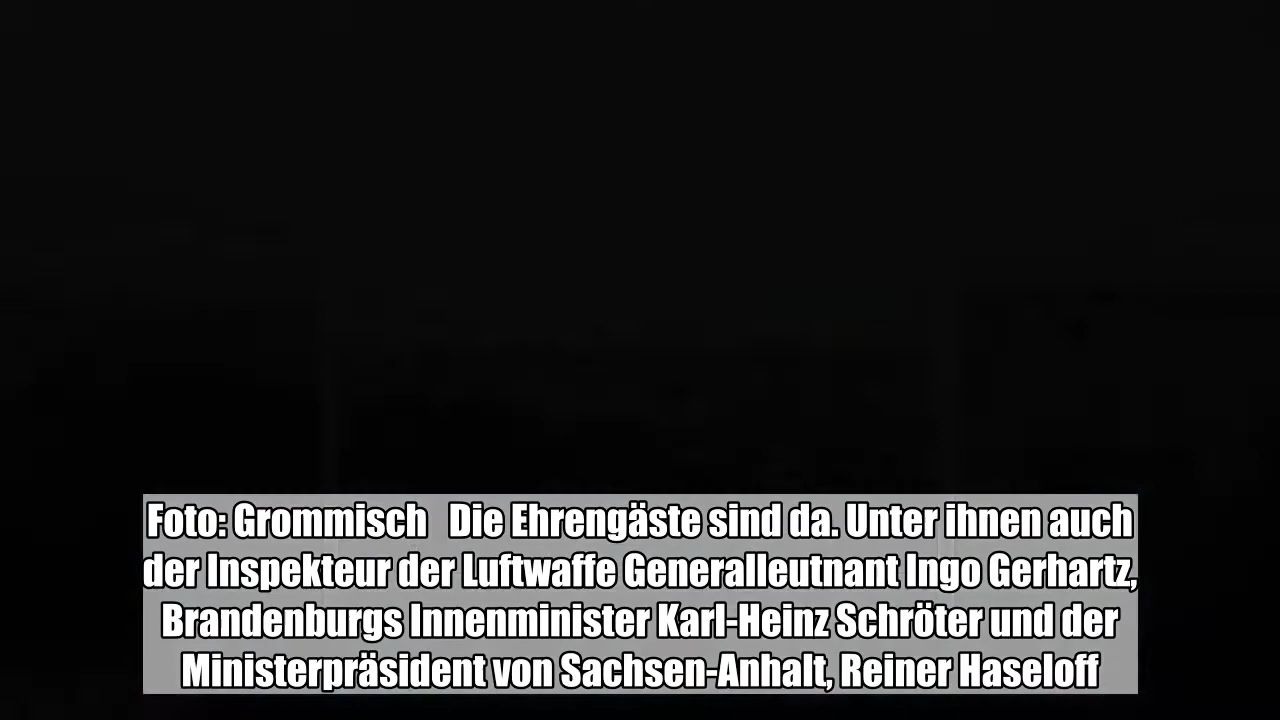 Foto: Grommisch   Die Ehrengäste sind da. Unter ihnen auch
der Inspekteur der Luftwaffe Generalleutnant Ingo Gerhartz,
Brandenburgs Innenminister Karl-Heinz Schröter und der
Ministerpräsident von Sachsen-Anhalt, Reiner Haseloff